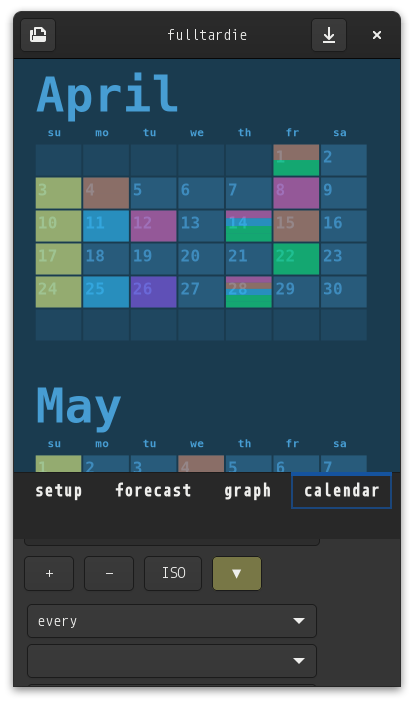 fulltardie
April
su mo tu we th fr sa
1 2
3 4 5 6 7 8 9
10 11 12 13 14 15 16
17 18 19 20 21 22 23
24 25 26 27 28 29 30
May
su mo tu we th fr sa
1 2 3 4 5 6 7
setup forecast graph calendar
+ − ISO ▼
every